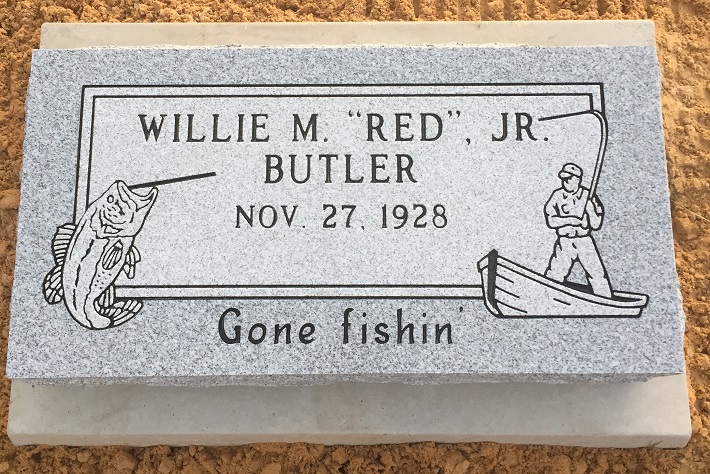 WILLIE M. "RED", JR.
BUTLER
NOV. 27, 1928
Gone fishin'